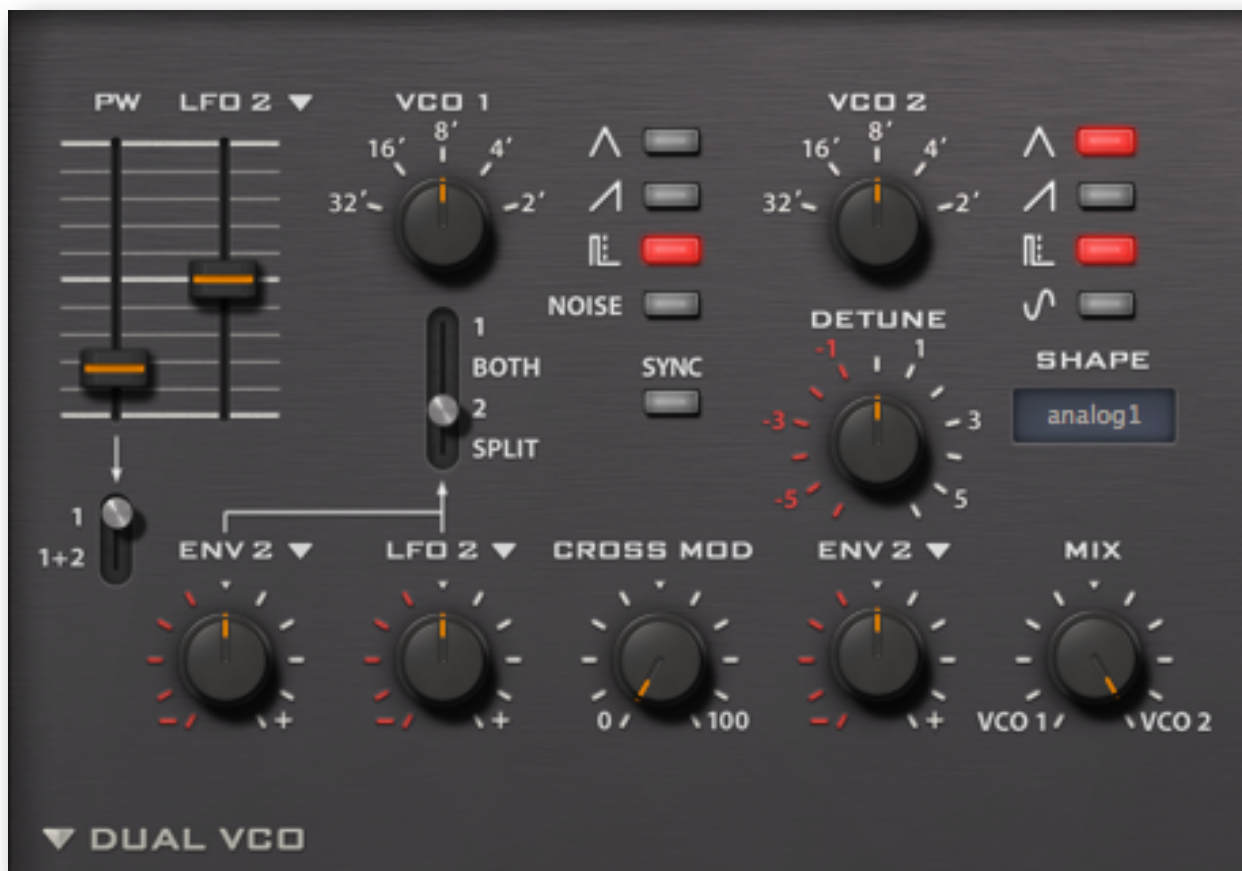 PW LFO 2 VCO 1 VCO 2
8' 8'
16' 4' 16' 4'
32' 2' 32' 2'
NOISE
DETUNE
1 -1 1
BOTH SYNC SHAPE
2 -3 3 analog1
SPLIT
-5 5
1
1+2
ENV 2 LFO 2 CROSS MOD ENV 2 MIX
- + - + 0 100 - + VCO 1 VCO 2
DUAL VCO